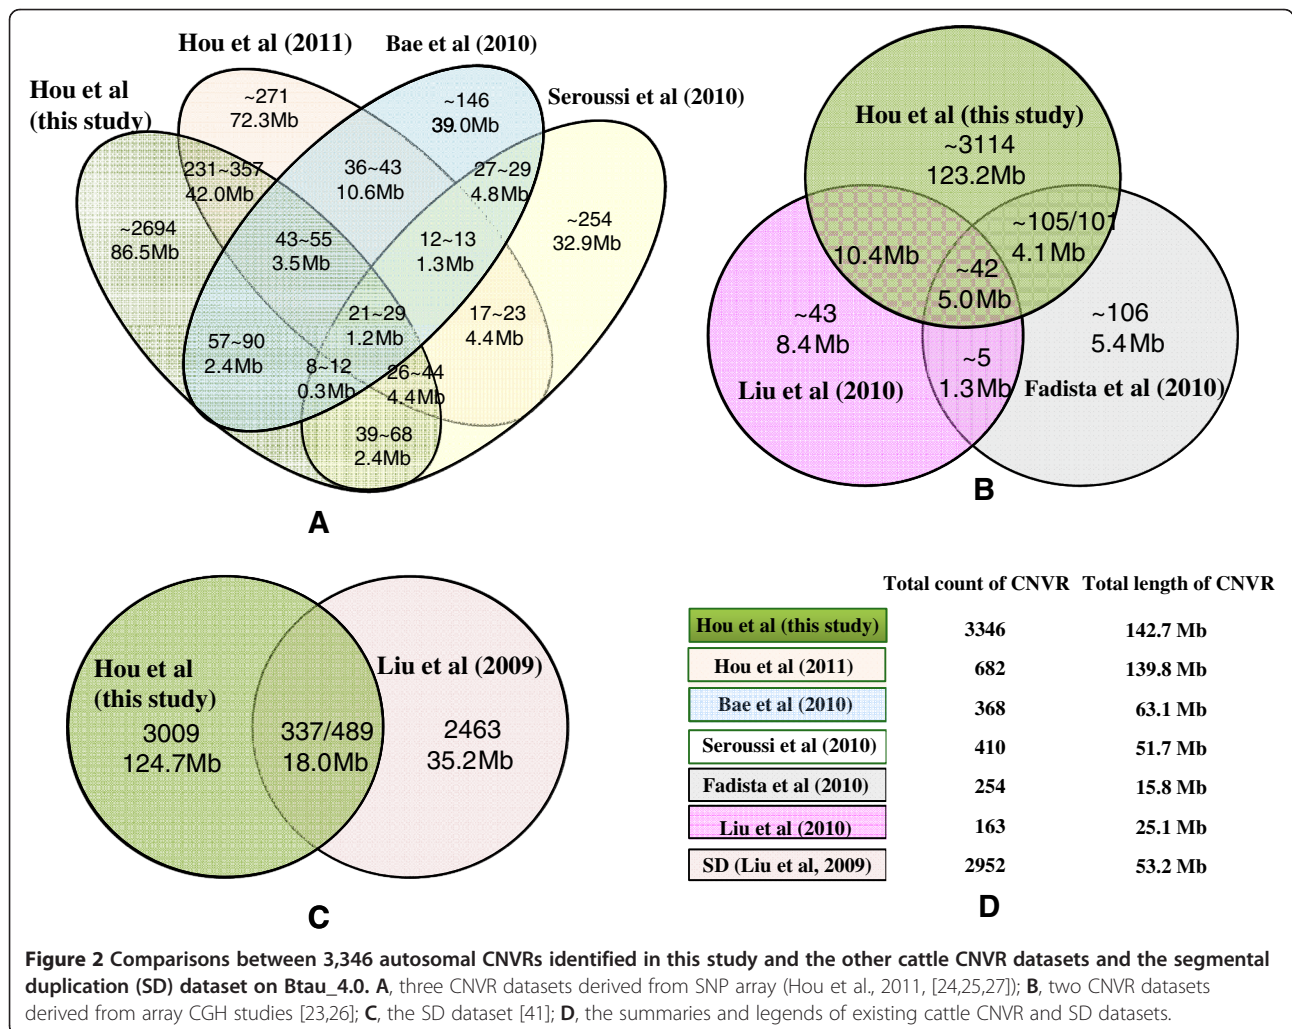 Hou et al (2011)
Bae et al (2010)
Hou et al
(this study)
Seroussi et al (2010)
~271
72.3Mb
~146
39.0Mb
231~357
42.0Mb
36~43
10.6Mb
27~29
4.8Mb
~2694
86.5Mb
43~55
3.5Mb
12~13
1.3Mb
~254
32.9Mb
21~29
1.2Mb
17~23
4.4Mb
57~90
2.4Mb
8~12
0.3Mb
26~44
4.4Mb
39~68
2.4Mb
A
Hou et al (this study)
~3114
123.2Mb
10.4Mb
~42
5.0Mb
~105/101
4.1Mb
~43
8.4Mb
Liu et al (2010)
~5
1.3Mb
~106
5.4Mb
Fadista et al (2010)
B
Hou et al
(this study)
3009
124.7Mb
337/489
18.0Mb
Liu et al (2009)
2463
35.2Mb
C
Total count of CNVR Total length of CNVR
Hou et al (this study) 3346 142.7 Mb
Hou et al (2011) 682 139.8 Mb
Bae et al (2010) 368 63.1 Mb
Seroussi et al (2010) 410 51.7 Mb
Fadista et al (2010) 254 15.8 Mb
Liu et al (2010) 163 25.1 Mb
SD (Liu et al, 2009) 2952 53.2 Mb
D
Figure 2 Comparisons between 3,346 autosomal CNVRs identified in this study and the other cattle CNVR datasets and the segmental
duplication (SD) dataset on Btau_4.0. A, three CNVR datasets derived from SNP array (Hou et al., 2011, [24,25,27]); B, two CNVR datasets
derived from array CGH studies [23,26]; C, the SD dataset [41]; D, the summaries and legends of existing cattle CNVR and SD datasets.